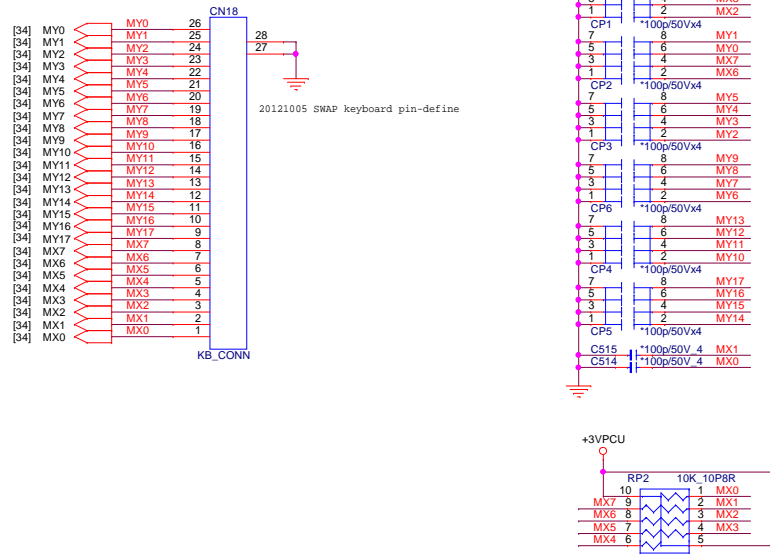 CN18
[34] MY0 MY0 26
[34] MY1 MY1 25
[34] MY2 MY2 24
[34] MY3 MY3 23
[34] MY4 MY4 22
[34] MY5 MY5 21
[34] MY6 MY6 20
[34] MY7 MY7 19
[34] MY8 MY8 18
[34] MY9 MY9 17
[34] MY10 MY10 16
[34] MY11 MY11 15
[34] MY12 MY12 14
[34] MY13 MY13 13
[34] MY14 MY14 12
[34] MY15 MY15 11
[34] MY16 MY16 10
[34] MY17 MY17 9
[34] MX7 MX7 8
[34] MX6 MX6 7
[34] MX5 MX5 6
[34] MX4 MX4 5
[34] MX3 MX3 4
[34] MX2 MX2 3
[34] MX1 MX1 2
[34] MX0 MX0 1
28
27
KB_CONN
20121005 SWAP keyboard pin-define
1 2 MX2
CP1 *100p/50Vx4
7 8 MY1
5 6 MY0
3 4 MX7
1 2 MX6
CP2 *100p/50Vx4
7 8 MY5
5 6 MY4
3 4 MY3
1 2 MY2
CP3 *100p/50Vx4
7 8 MY9
5 6 MY8
3 4 MY7
1 2 MY6
CP6 *100p/50Vx4
7 8 MY13
5 6 MY12
3 4 MY11
1 2 MY10
CP4 *100p/50Vx4
7 8 MY17
5 6 MY16
3 4 MY15
1 2 MY14
CP5 *100p/50Vx4
C515 *100p/50V_4 MX1
C514 *100p/50V_4 MX0
+3VPCU
RP2 10K_10P8R
10 1 MX0
MX7 9 2 MX1
MX6 8 3 MX2
MX5 7 4 MX3
MX4 6 5